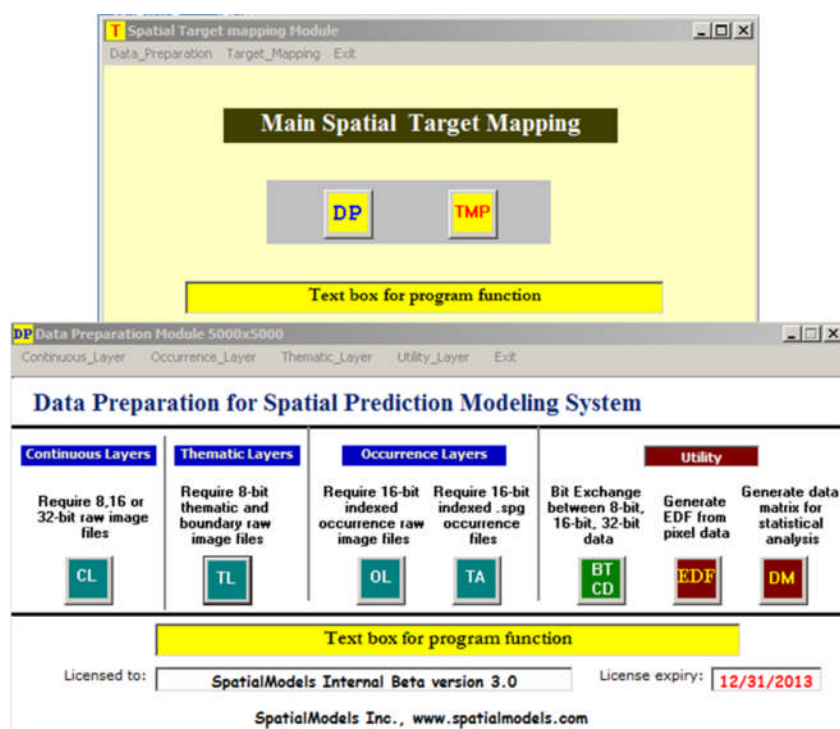 T Spatial Target mapping Module
Data_Preparation Target_Mapping Exit
Main Spatial Target Mapping
DP TMP
Text box for program function
DP Data Preparation Module 5000x5000
Continuous_Layer Occurrence_Layer Thematic_Layer Utility_Layer Exit
Data Preparation for Spatial Prediction Modeling System
Continuous Layers
Require 8,16 or
32-bit raw image
files
CL
Thematic Layers
Require 8-bit
thematic and
boundary raw
image files
TL
Occurrence Layers
Require 16-bit
indexed
occurrence raw
image files
OL
Require 16-bit
indexed .spg
occurrence
files
TA
Utility
Bit Exchange
between 8-bit,
16-bit, 32-bit
data
BT
CD
Generate
EDF from
pixel data
EDF
Generate data
matrix for
statistical
analysis
DM
Text box for program function
Licensed to: SpatialModels Internal Beta version 3.0 License expiry: 12/31/2013
SpatialModels Inc., www.spatialmodels.com